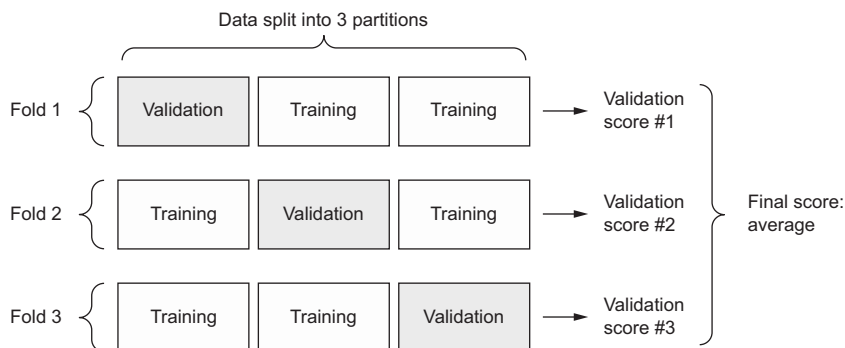 Data split into 3 partitions
Fold 1
Validation
Training
Training
Validation
score #1
Fold 2
Training
Validation
Training
Validation
score #2
Final score:
average
Fold 3
Training
Training
Validation
Validation
score #3